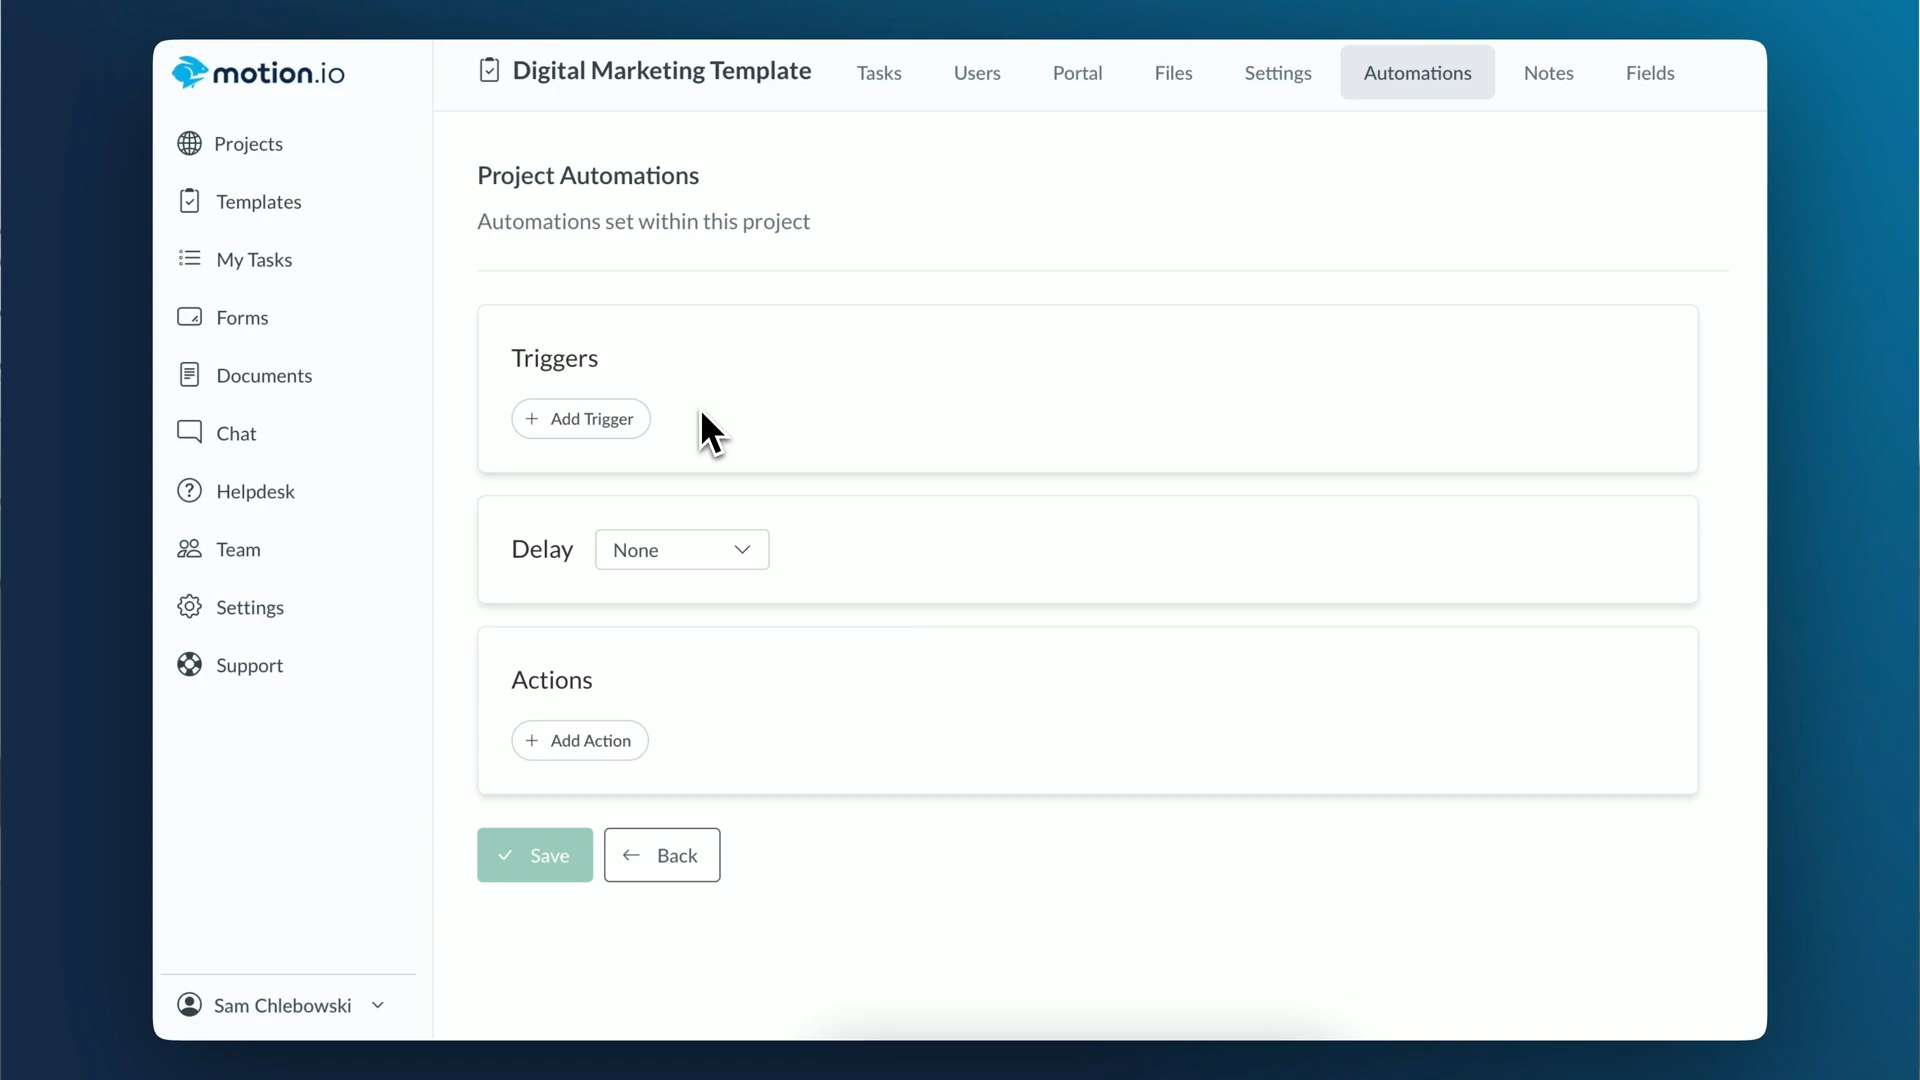 motion.io
Projects
Templates
My Tasks
Forms
Documents
Chat
Helpdesk
Team
Settings
Support
Sam Chlebowski
Digital Marketing Template
Tasks
Users
Portal
Files
Settings
Automations
Notes
Fields
Project Automations
Automations set within this project
Triggers
+ Add Trigger
Delay
None
Actions
+ Add Action
Save
Back